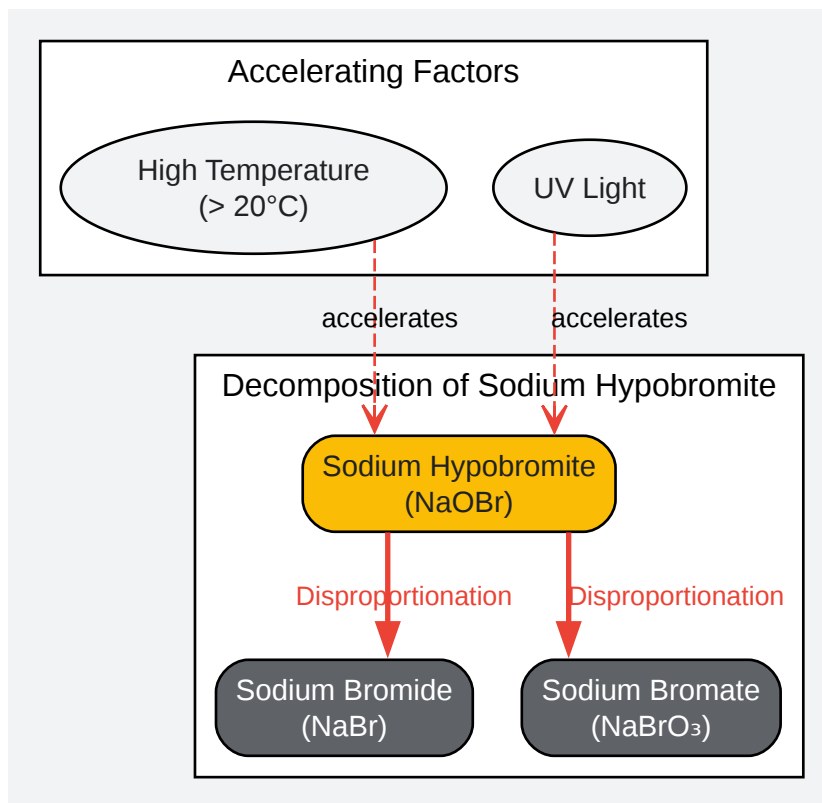 Accelerating Factors
High Temperature
(> 20°C)
UV Light
accelerates
accelerates
Decomposition of Sodium Hypobromite
Sodium Hypobromite
(NaOBr)
Disproportionation
Disproportionation
Sodium Bromide
(NaBr)
Sodium Bromate
(NaBrO₃)